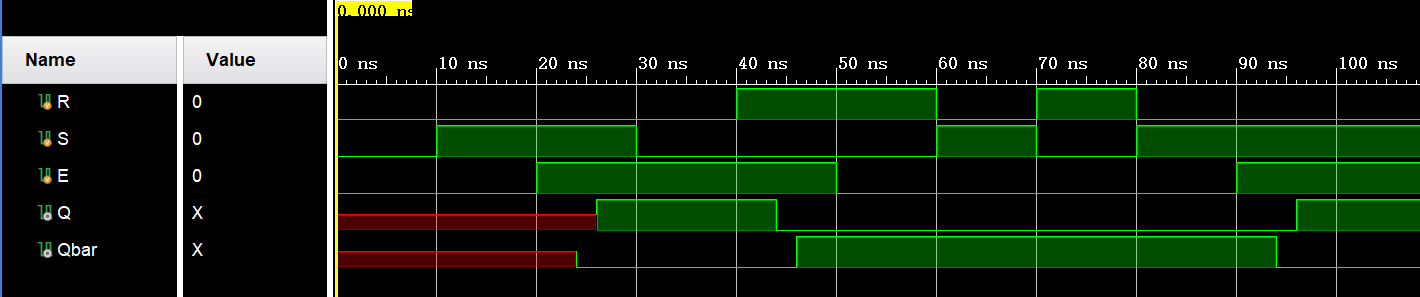 0.000 ns
Name Value
0 ns 10 ns 20 ns 30 ns 40 ns 50 ns 60 ns 70 ns 80 ns 90 ns 100 ns
R 0
S 0
E 0
Q X
Qbar X